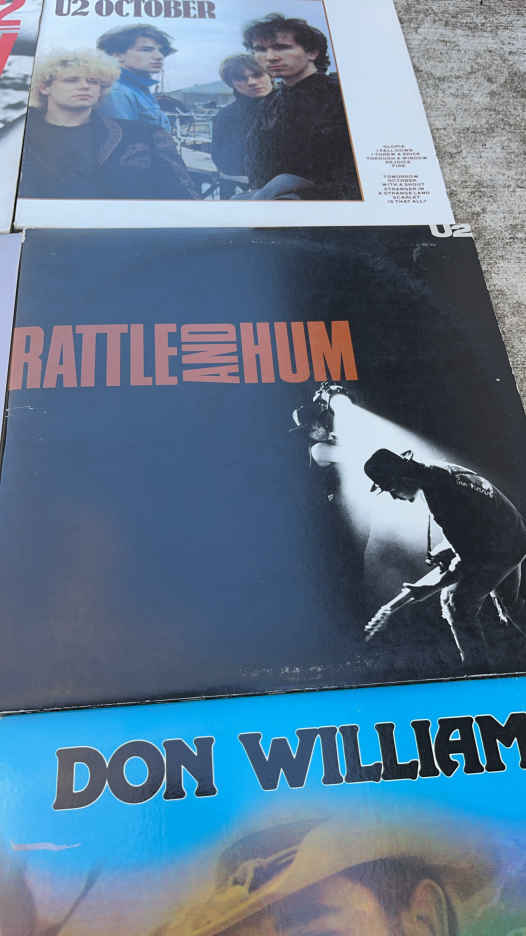 2
U2 OCTOBER
GLORIA
I FALL DOWN
I THREW A BRICK
THROUGH A WINDOW
REJOICE
FIRE
TOMORROW
OCTOBER
WITH A SHOUT
STRANGER IN
A STRANGE LAND
SCARLET
IS THAT ALL?
U2
RATTLE AND HUM
DON WILLIAM